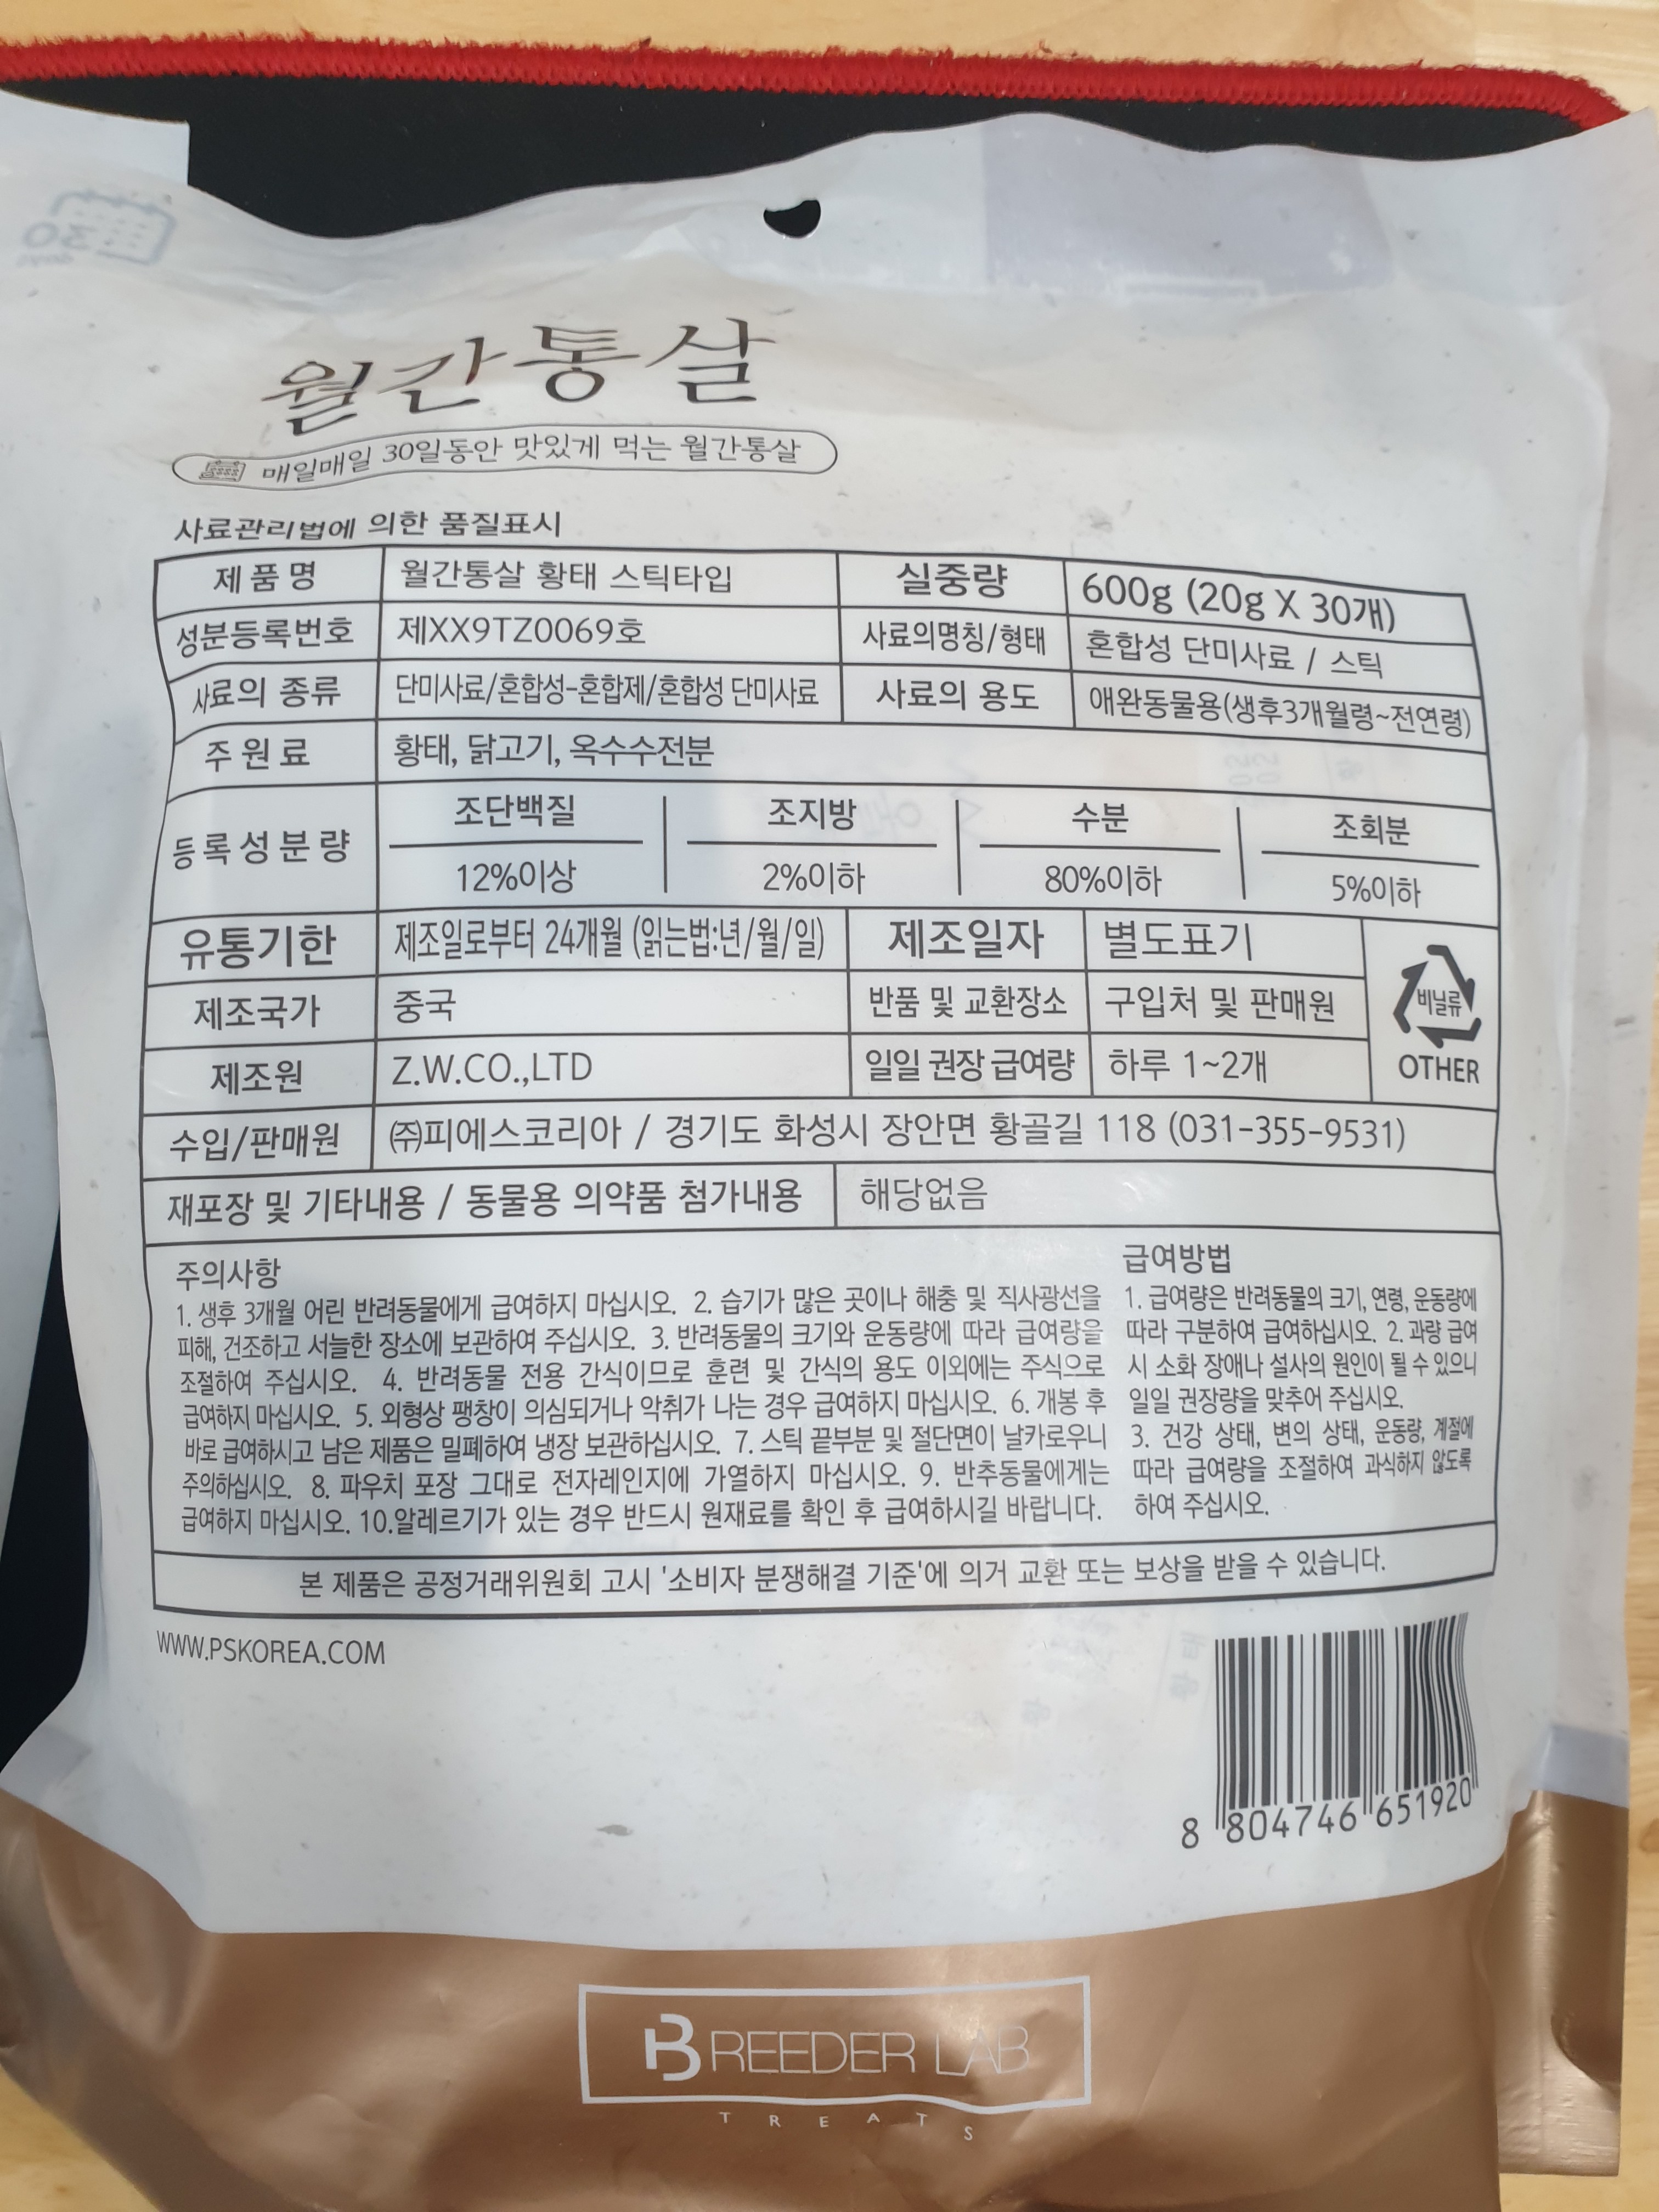 월간통살
매일매일 30일동안 맛있게 먹는 월간통살
사료관리법에 의한 품질표시
제품명 월간통살 황태 스틱타입 실중량 600g (20g X 30개)
성분등록번호 제XX9TZ0069호 사료의명칭/형태 혼합성 단미사료 / 스틱
사료의 종류 단미사료/혼합성-혼합제/혼합성 단미사료 사료의 용도 애완동물용(생후3개월령~전연령)
주원료 황태, 닭고기, 옥수수전분
등록성분량 조단백질 조지방 수분 조회분
12%이상 2%이하 80%이하 5%이하
유통기한 제조일로부터 24개월 (읽는법:년/월/일) 제조일자 별도표기
제조국가 중국 반품 및 교환장소 구입처 및 판매원
제조원 Z.W.CO.,LTD 일일 권장 급여량 하루 1~2개
비닐류
OTHER
수입/판매원 ㈜피에스코리아 / 경기도 화성시 장안면 황골길 118 (031-355-9531)
재포장 및 기타내용 / 동물용 의약품 첨가내용 해당없음
주의사항
1. 생후 3개월 어린 반려동물에게 급여하지 마십시오. 2. 습기가 많은 곳이나 해충 및 직사광선을
피해, 건조하고 서늘한 장소에 보관하여 주십시오. 3. 반려동물의 크기와 운동량에 따라 급여량을
조절하여 주십시오. 4. 반려동물 전용 간식이므로 훈련 및 간식의 용도 이외에는 주식으로
급여하지 마십시오. 5. 외형상 팽창이 의심되거나 악취가 나는 경우 급여하지 마십시오. 6. 개봉 후
바로 급여하시고 남은 제품은 밀폐하여 냉장 보관하십시오. 7. 스틱 끝부분 및 절단면이 날카로우니
주의하십시오. 8. 파우치 포장 그대로 전자레인지에 가열하지 마십시오. 9. 반추동물에게는
급여하지 마십시오. 10.알레르기가 있는 경우 반드시 원재료를 확인 후 급여하시길 바랍니다.
급여방법
1. 급여량은 반려동물의 크기, 연령, 운동량에
따라 구분하여 급여하십시오. 2. 과량 급여
시 소화 장애나 설사의 원인이 될 수 있으니
일일 권장량을 맞추어 주십시오.
3. 건강 상태, 변의 상태, 운동량, 계절에
따라 급여량을 조절하여 과식하지 않도록
하여 주십시오.
본 제품은 공정거래위원회 고시 '소비자 분쟁해결 기준'에 의거 교환 또는 보상을 받을 수 있습니다.
WWW.PSKOREA.COM
8 804746 651920
BREEDER LAB
TREATS